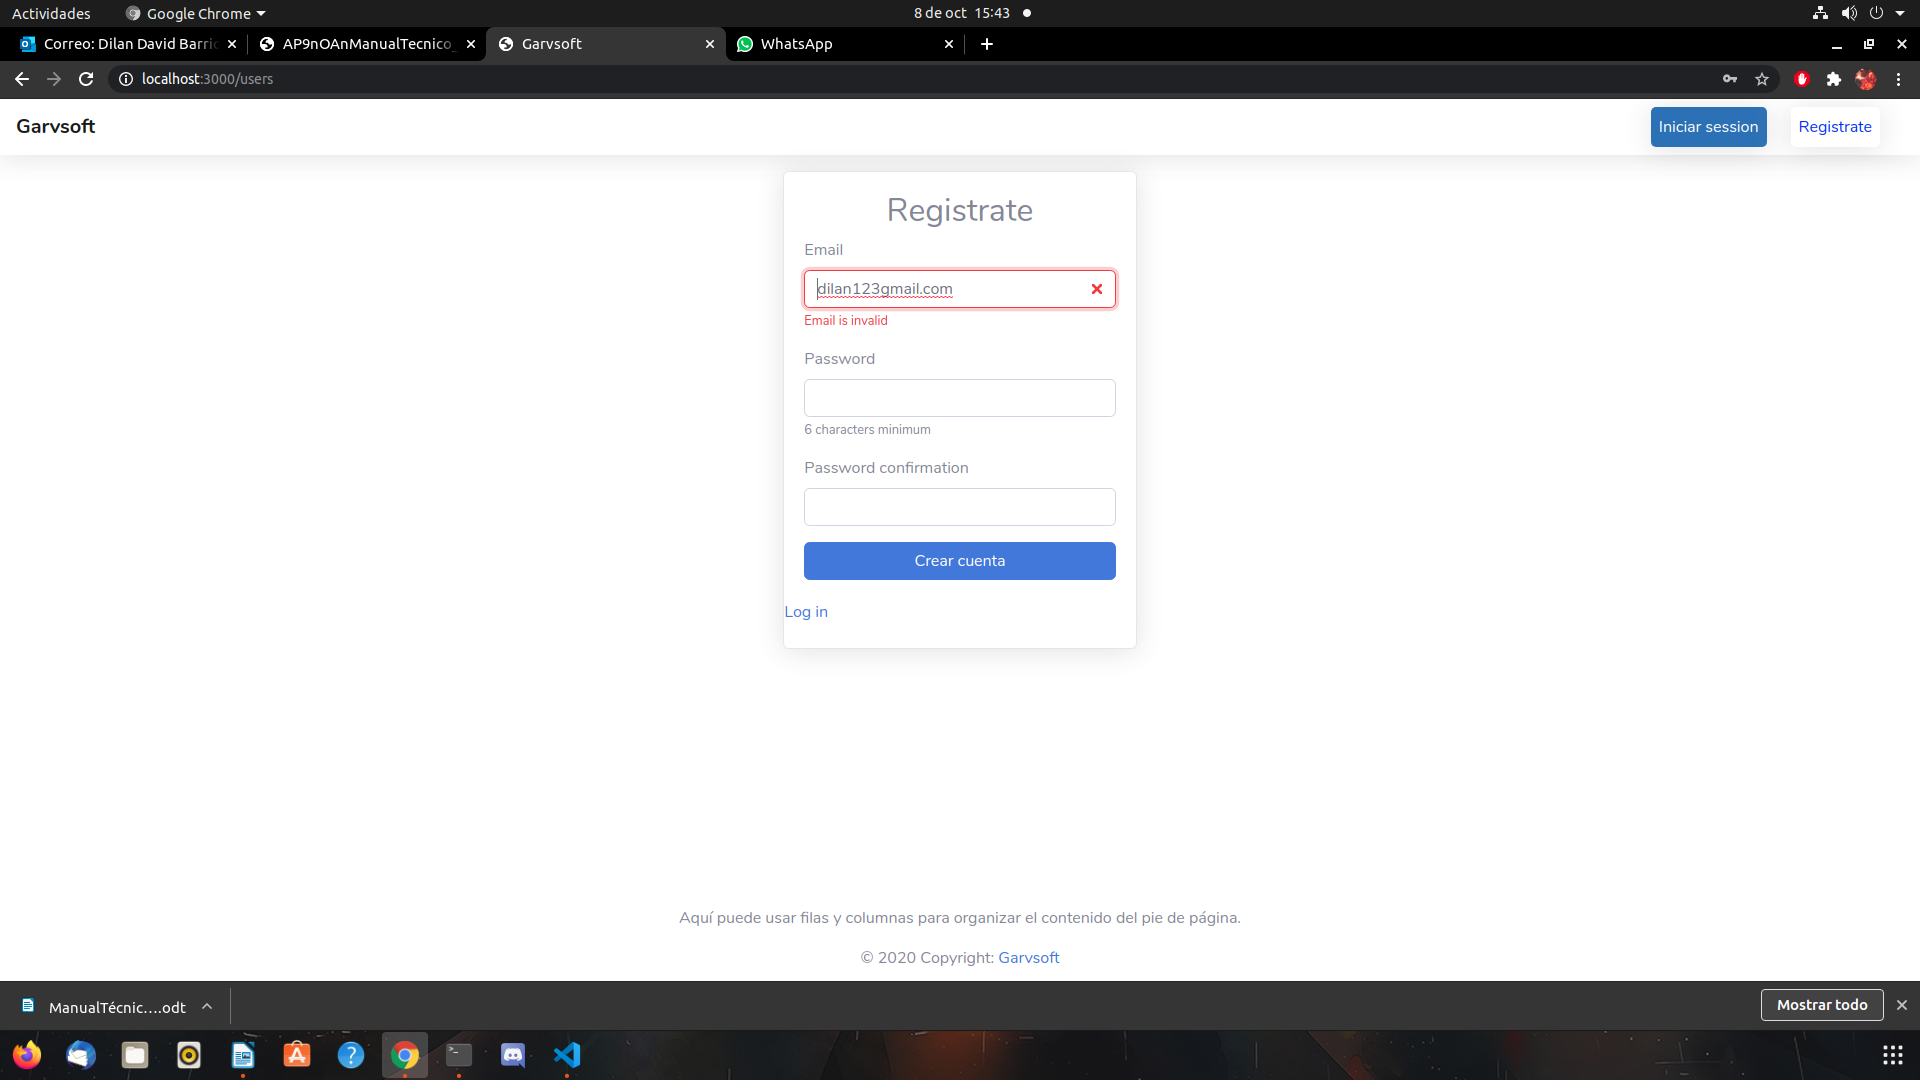 Actividades Google Chrome 8 de oct 15:43
Correo: Dilan David Barri AP9nOAnManualTecnico_ Garvsoft WhatsApp
localhost:3000/users
Garvsoft Iniciar session Registrate
Registrate
Email
dilan123gmail.com
Email is invalid
Password
6 characters minimum
Password confirmation
Crear cuenta
Log in
Aquí puede usar filas y columnas para organizar el contenido del pie de página.
© 2020 Copyright: Garvsoft
ManualTécnic....odt Mostrar todo